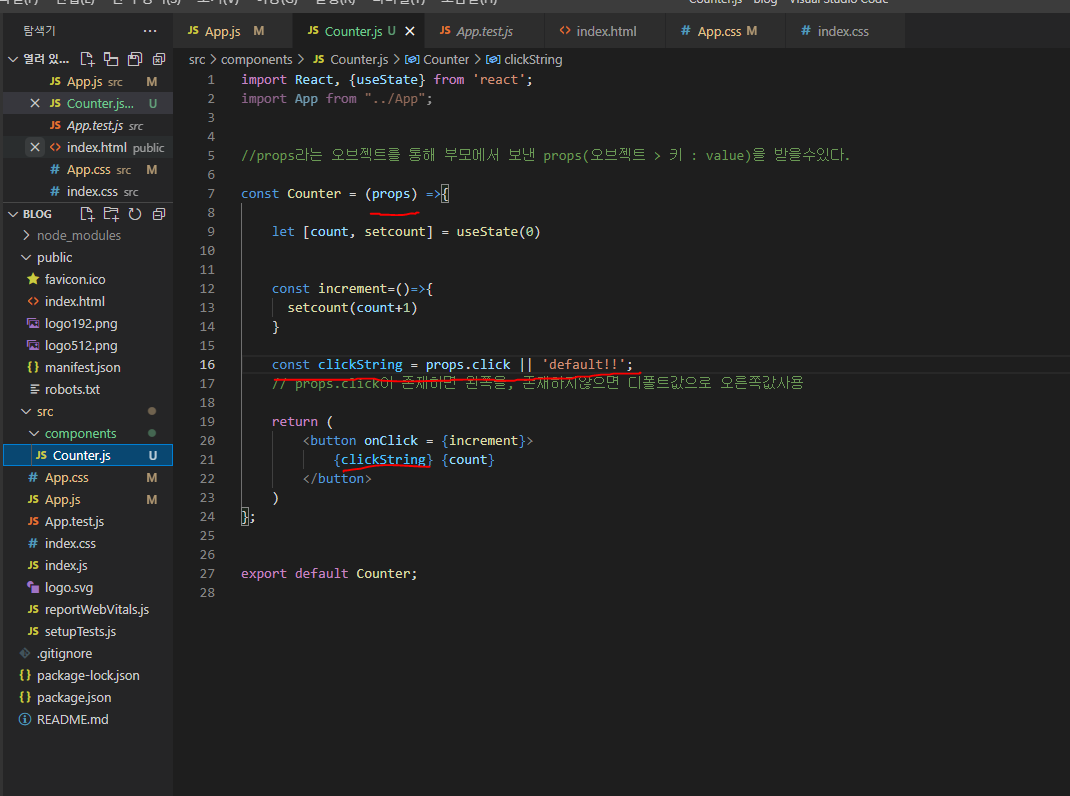 Counter.js - blog - Visual Studio Code
탐색기 ···
JS App.js M
JS Counter.js U ×
JS App.test.js
<> index.html
# App.css M
# index.css
열려 있...
JS App.js src M
× JS Counter.js... U
JS App.test.js src
× <> index.html public
# App.css src M
# index.css src
BLOG
node_modules
public
favicon.ico
<> index.html
logo192.png
logo512.png
{} manifest.json
robots.txt
src
components
JS Counter.js U
# App.css M
JS App.js M
JS App.test.js
# index.css
JS index.js
logo.svg
JS reportWebVitals.js
JS setupTests.js
.gitignore
{} package-lock.json
{} package.json
README.md
src > components > JS Counter.js > Counter > clickString
1 import React, {useState} from 'react';
2 import App from "../App";
3
4
5 //props라는 오브젝트를 통해 부모에서 보낸 props(오브젝트 > 키 : value)을 받을수있다.
6
7 const Counter = (props) =>{
8
9 let [count, setcount] = useState(0)
10
11
12 const increment=()=>{
13 setcount(count+1)
14 }
15
16 const clickString = props.click || 'default!!';
17 // props.click이 존재하면 왼쪽을, 존재하지않으면 디폴트값으로 오른쪽값사용
18
19 return (
20 <button onClick = {increment}>
21 {clickString} {count}
22 </button>
23 )
24 };
25
26
27 export default Counter;
28